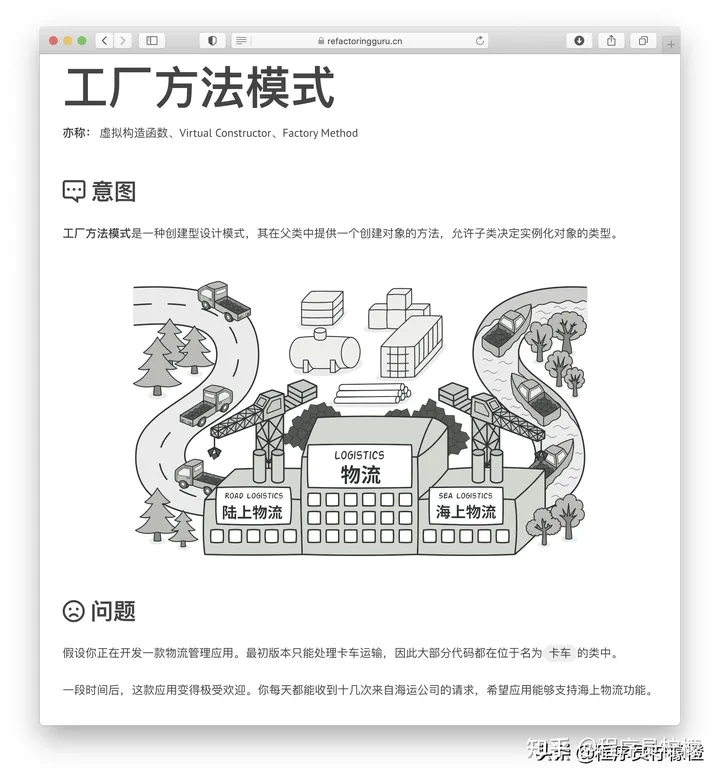 refactoringguru.cn
工厂方法模式
亦称： 虚拟构造函数、Virtual Constructor、Factory Method
意图
工厂方法模式是一种创建型设计模式，其在父类中提供一个创建对象的方法，允许子类决定实例化对象的类型。
LOGISTICS
物流
ROAD LOGISTICS
陆上物流
SEA LOGISTICS
海上物流
问题
假设你正在开发一款物流管理应用。最初版本只能处理卡车运输，因此大部分代码都在位于名为 卡车 的类中。
一段时间后，这款应用变得极受欢迎。你每天都能收到十几次来自海运公司的请求，希望应用能够支持海上物流功能。
知乎 @程序员柠檬
头条 @程序员柠檬橙